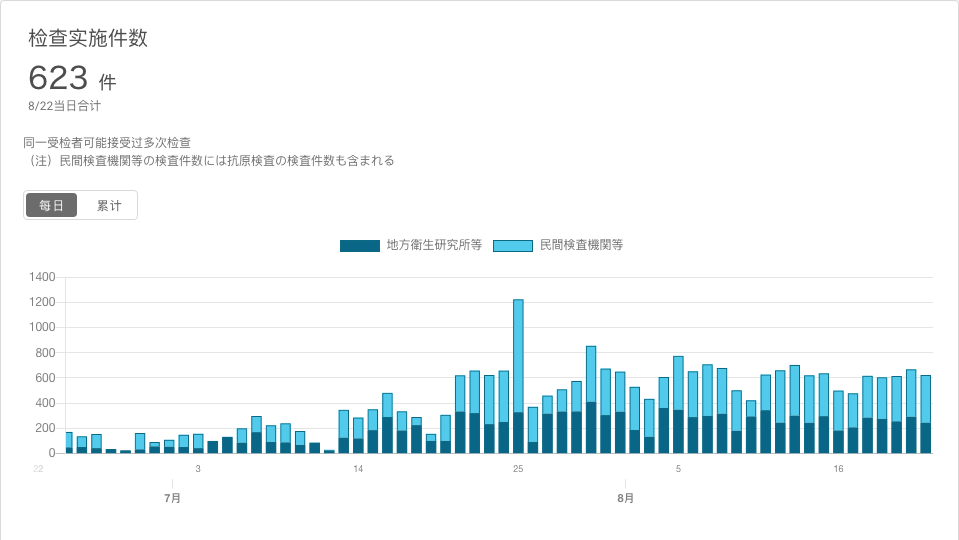 检查实施件数
623 件
8/22当日合计
同一受检者可能接受过多次检查
（注）民間検査機関等の検査件数には抗原検査の検査件数も含まれる
每日 累计
地方衛生研究所等 民間検査機関等
1400
1200
1000
800
600
400
200
0
22 3 14 25 5 16
7月 8月